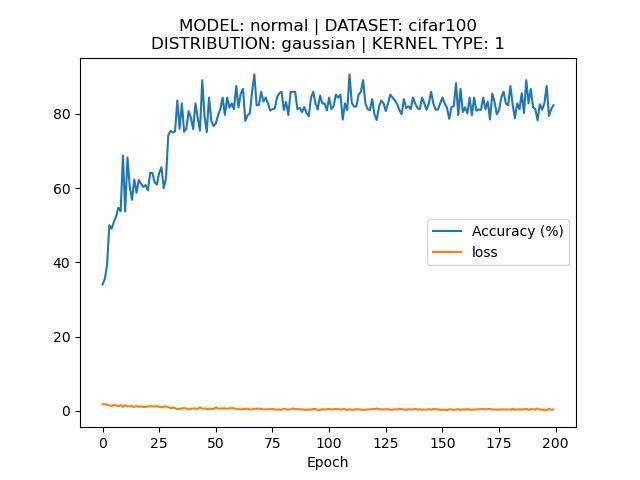 MODEL: normal | DATASET: cifar100
DISTRIBUTION: gaussian | KERNEL TYPE: 1
80
60
40
20
0
Accuracy (%)
loss
0 25 50 75 100 125 150 175 200
Epoch